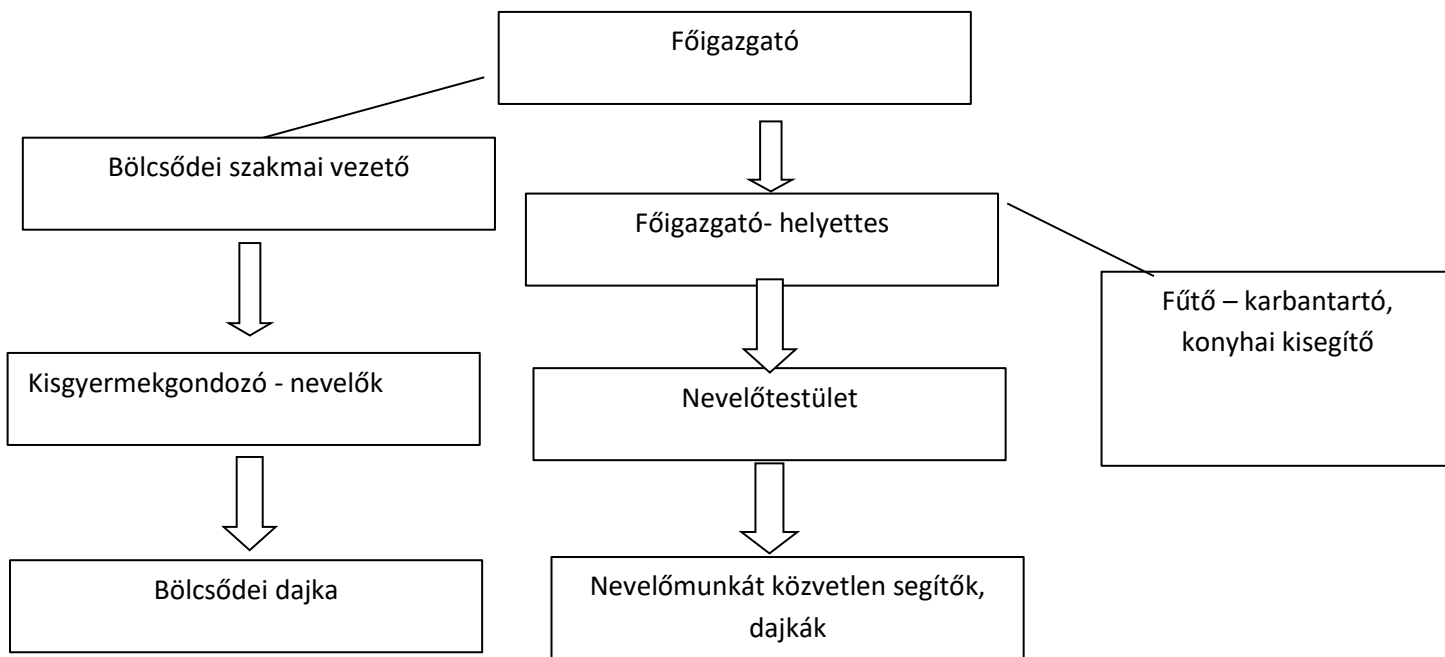 Főigazgató
Bölcsődei szakmai vezető
Főigazgató- helyettes
Fűtő – karbantartó,
konyhai kisegítő
Kisgyermekgondozó - nevelők
Nevelőtestület
Bölcsődei dajka
Nevelőmunkát közvetlen segítők,
dajkák